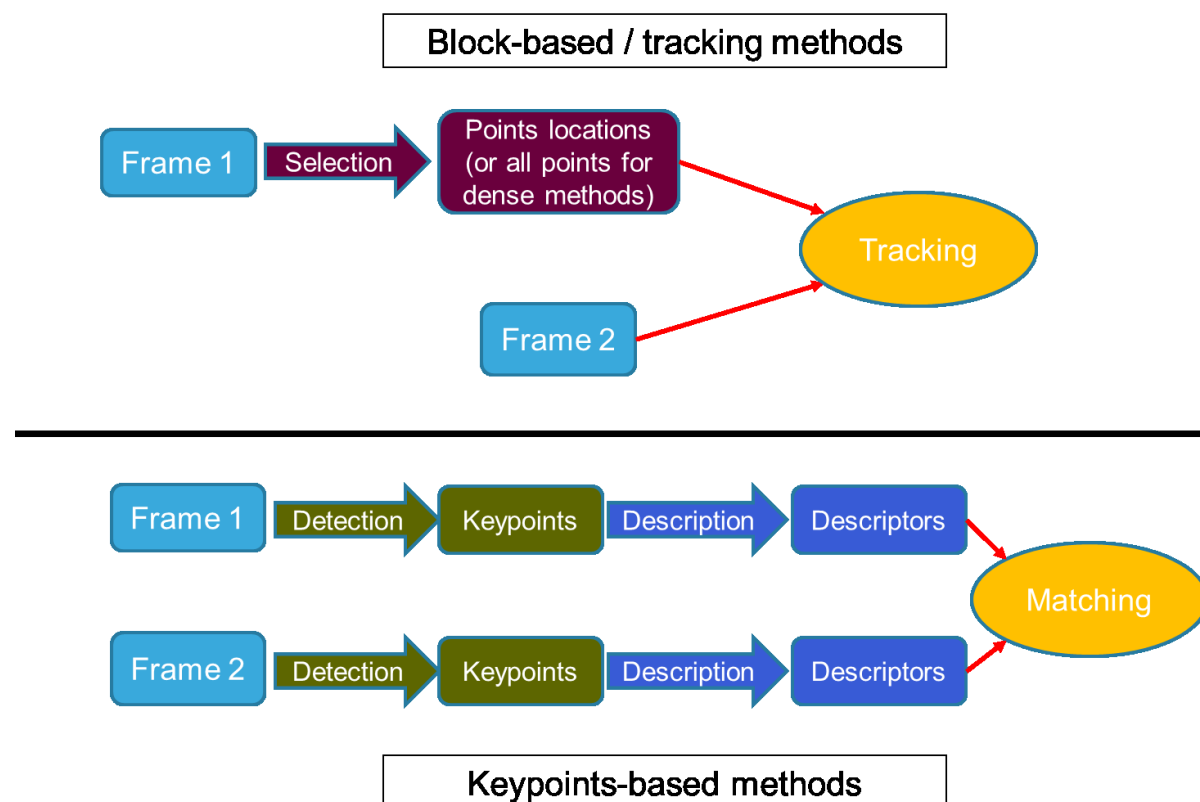 Block-based / tracking methods
Frame 1
Selection
Points locations
(or all points for
dense methods)
Tracking
Frame 2
Frame 1
Detection
Keypoints
Description
Descriptors
Matching
Frame 2
Detection
Keypoints
Description
Descriptors
Keypoints-based methods